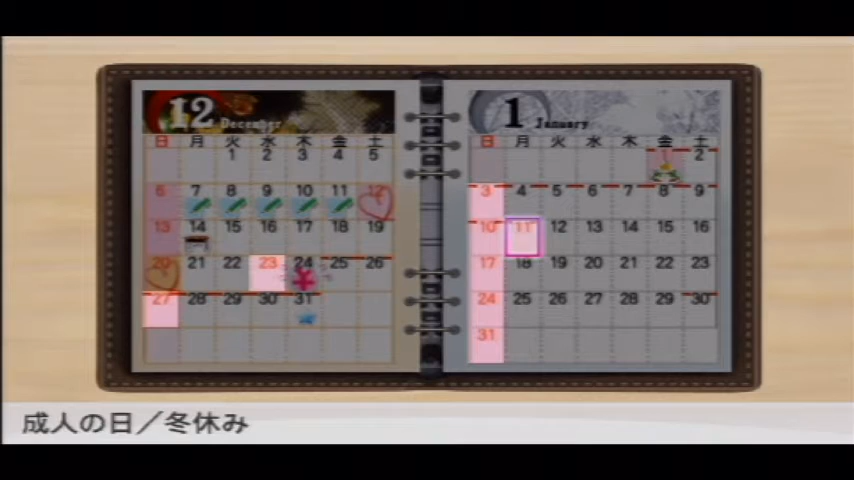 12 December
日 月 火 水 木 金 土
1 2 3 4 5
6 7 8 9 10 11 12
13 14 15 16 17 18 19
20 21 22 23 24 25 26
27 28 29 30 31
1 January
日 月 火 水 木 金 土
1 2
3 4 5 6 7 8 9
10 11 12 13 14 15 16
17 18 19 20 21 22 23
24 25 26 27 28 29 30
31
成人の日／冬休み